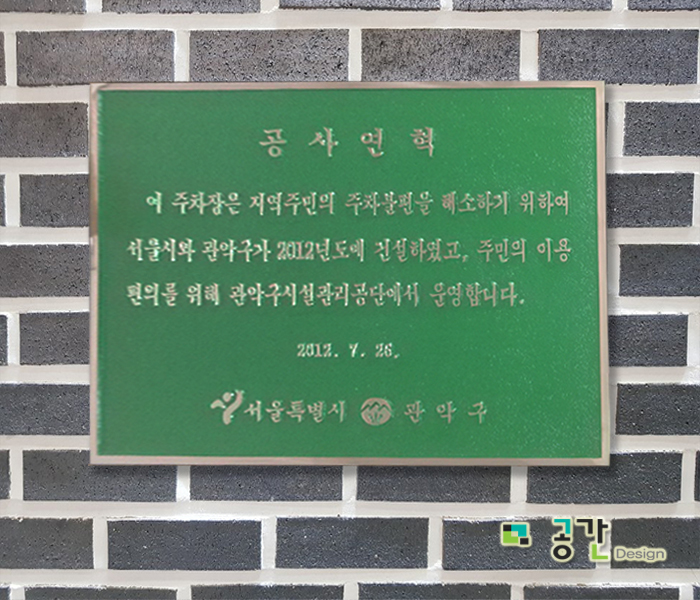 공 사 연 혁
이 주차장은 지역주민의 주차불편을 해소하기 위하여
서울시와 관악구가 2012년도에 건설하였고, 주민의 이용
편의를 위해 관악구시설관리공단에서 운영합니다.
2012. 7. 26.
서울특별시 관악구
공간 Design